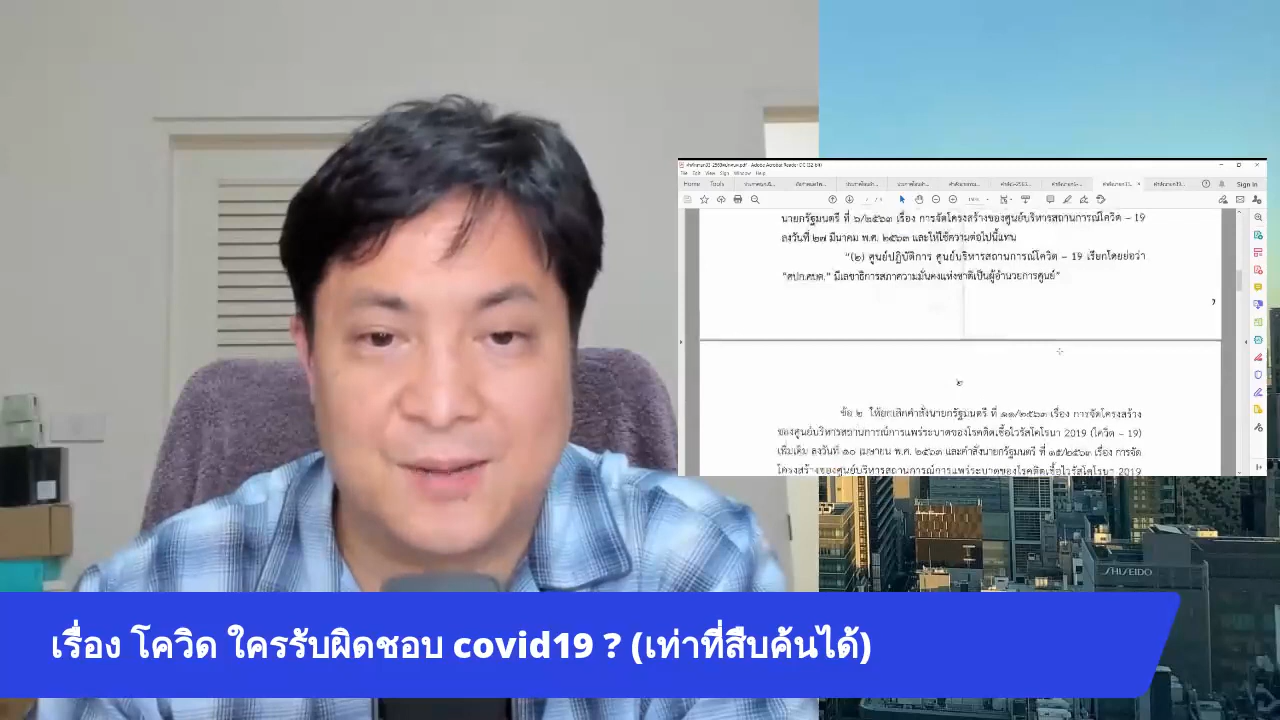 นายกรัฐมนตรี ที่ ๖/๒๕๖๓ เรื่อง การจัดโครงสร้างของศูนย์บริหารสถานการณ์โควิด – 19
ลงวันที่ ๒๗ มีนาคม พ.ศ. ๒๕๖๓ และให้ใช้ความต่อไปนี้แทน
“(๒) ศูนย์ปฏิบัติการ ศูนย์บริหารสถานการณ์โควิด – 19 เรียกโดยย่อว่า
“ศปก.ศบค.” มีเลขาธิการสภาความมั่นคงแห่งชาติเป็นผู้อำนวยการศูนย์”
๒
ข้อ ๒ ให้ยกเลิกคำสั่งนายกรัฐมนตรี ที่ ๑๑/๒๕๖๓ เรื่อง การจัดโครงสร้าง
ของศูนย์บริหารสถานการณ์การแพร่ระบาดของโรคติดเชื้อไวรัสโคโรนา 2019 (โควิด – 19)
เพิ่มเติม ลงวันที่ ๑๐ เมษายน พ.ศ. ๒๕๖๓ และคำสั่งนายกรัฐมนตรี ที่ ๑๕/๒๕๖๓ เรื่อง การจัด
โครงสร้างของศูนย์บริหารสถานการณ์การแพร่ระบาดของโรคติดเชื้อไวรัสโคโรนา 2019
Adobe Acrobat Reader DC (32-bit)
File Edit View Sign Window Help
Home Tools
Sign In
SHISEIDO
เรื่อง โควิด ใครรับผิดชอบ covid19 ? (เท่าที่สืบค้นได้)